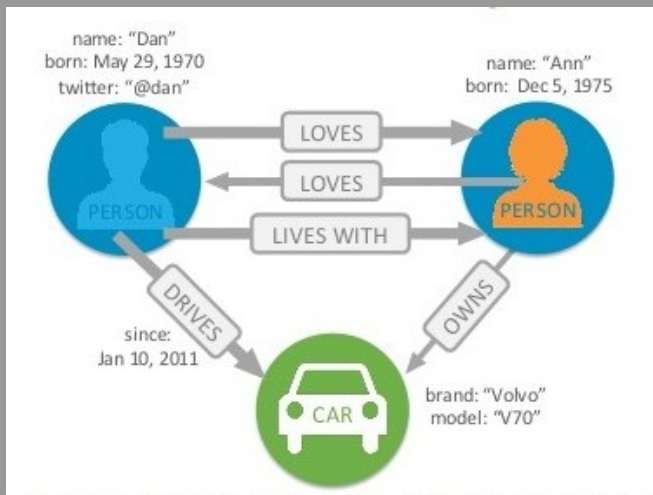 name: “Dan”
born: May 29, 1970
twitter: “@dan”
name: “Ann”
born: Dec 5, 1975
LOVES
LOVES
PERSON
PERSON
LIVES WITH
DRIVES
OWNS
since:
Jan 10, 2011
CAR
brand: “Volvo”
model: “V70”